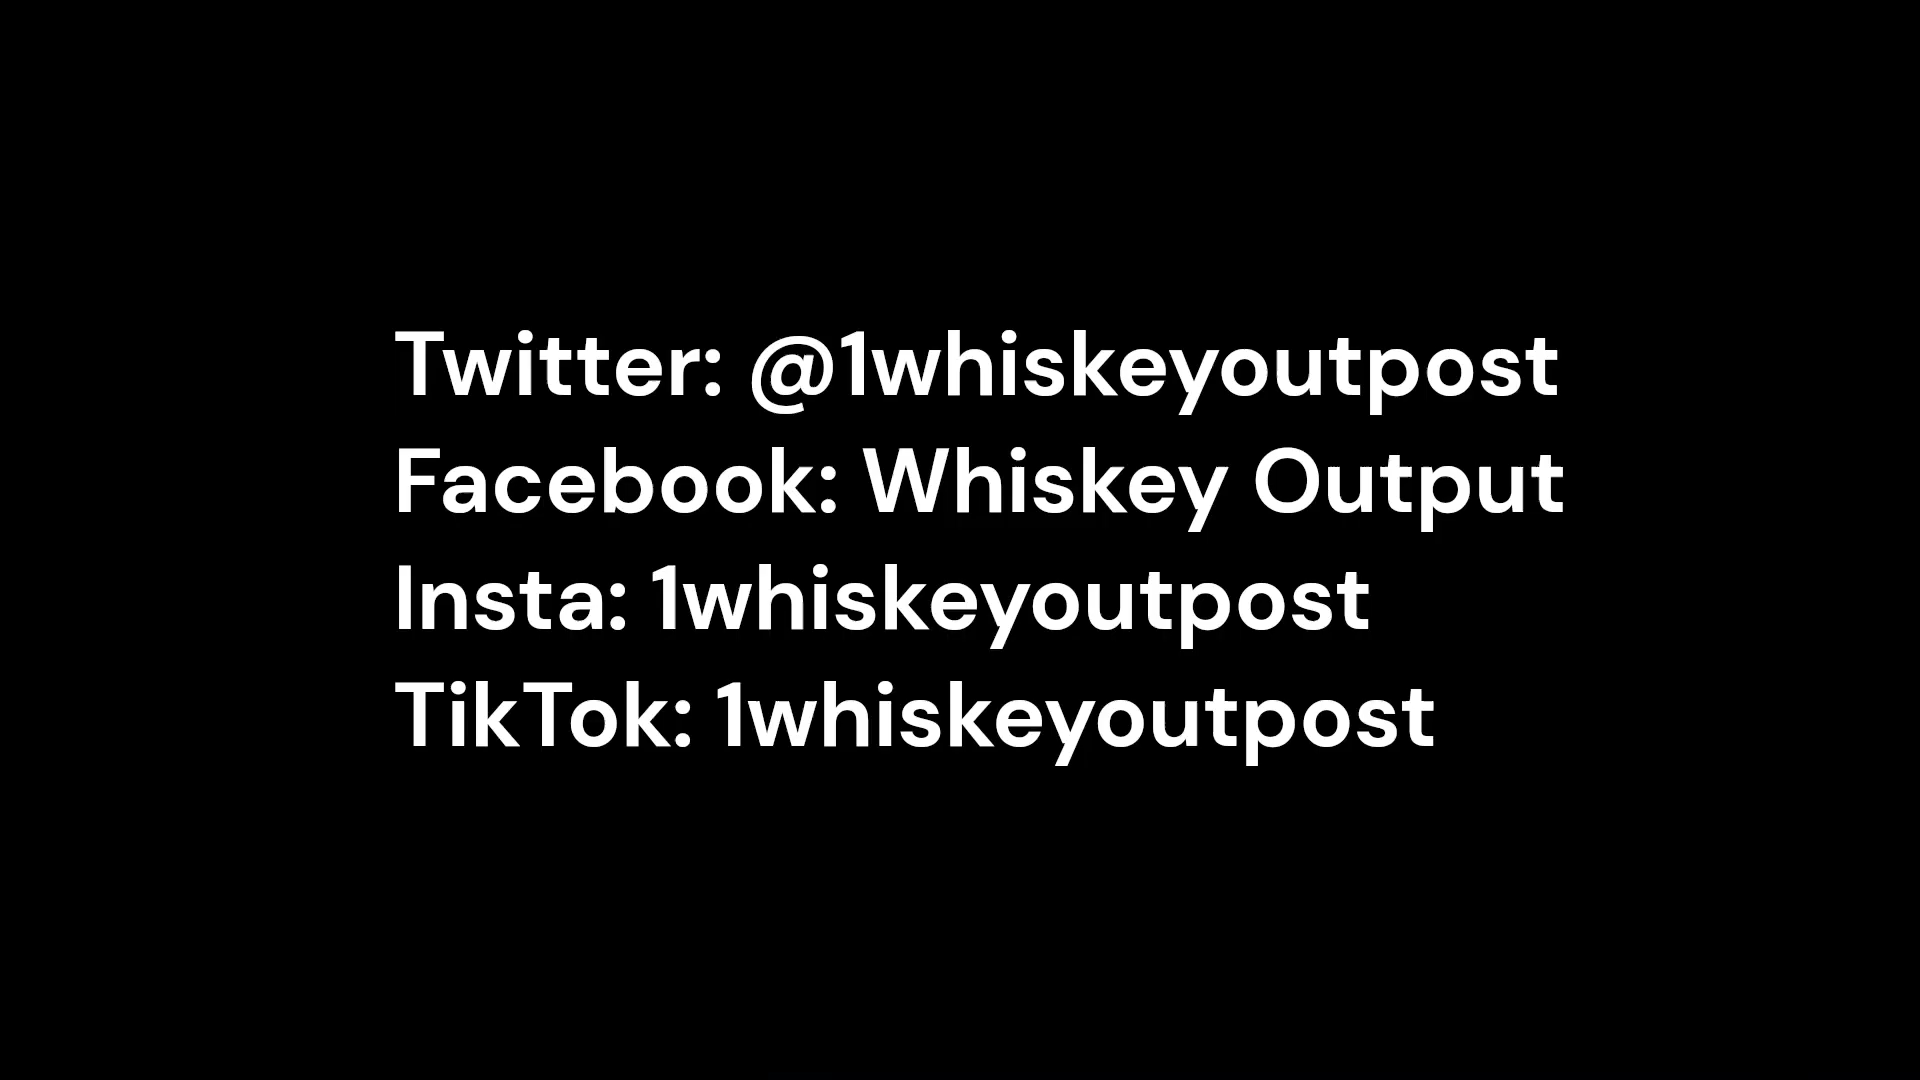 Twitter: @1whiskeyoutpost
Facebook: Whiskey Output
Insta: 1whiskeyoutpost
TikTok: 1whiskeyoutpost